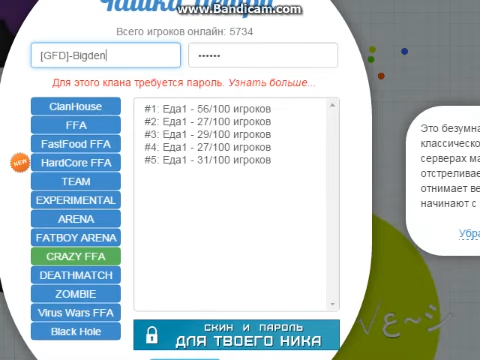 www.Bandicam.com
Чашка Петри
Всего игроков онлайн: 5734
[GFD]-Bigden
••••••
Для этого клана требуется пароль. Узнать больше...
ClanHouse
FFA
FastFood FFA
NEW
HardCore FFA
TEAM
EXPERIMENTAL
ARENA
FATBOY ARENA
CRAZY FFA
DEATHMATCH
ZOMBIE
Virus Wars FFA
Black Hole
#1: Еда1 - 56/100 игроков
#2: Еда1 - 27/100 игроков
#3: Еда1 - 29/100 игроков
#4: Еда1 - 27/100 игроков
#5: Еда1 - 31/100 игроков
СКИН И ПАРОЛЬ
ДЛЯ ТВОЕГО НИКА
Это безумна
классическо
серверах ма
отстреливае
отнимает ве
начинают с
Убра